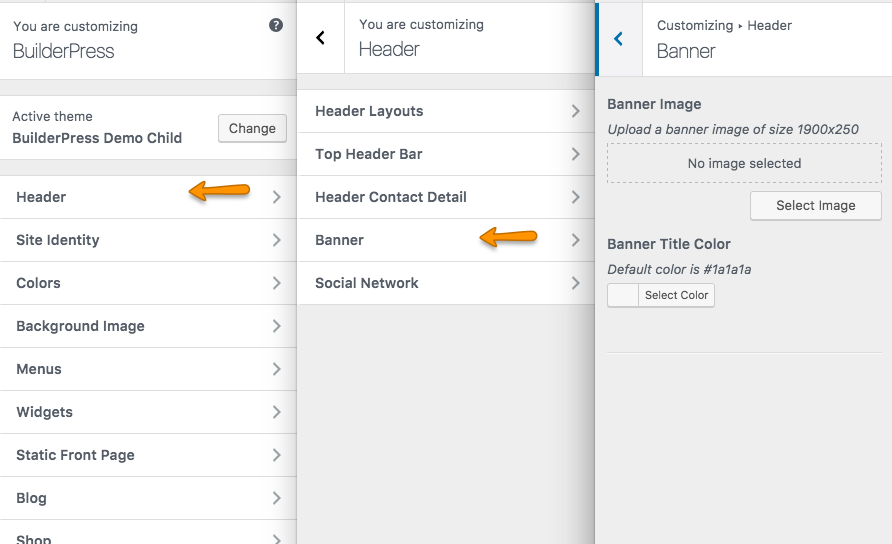 You are customizing
BuilderPress
?
Active theme
BuilderPress Demo Child
Change
Header
Site Identity
Colors
Background Image
Menus
Widgets
Static Front Page
Blog
Shop
You are customizing
Header
Header Layouts
Top Header Bar
Header Contact Detail
Banner
Social Network
Customizing ▸ Header
Banner
Banner Image
Upload a banner image of size 1900x250
No image selected
Select Image
Banner Title Color
Default color is #1a1a1a
Select Color